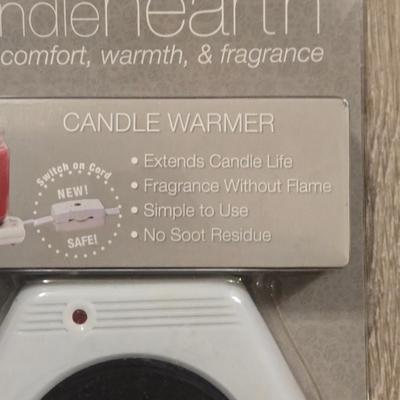 comfort, warmth, & fragrance
CANDLE WARMER
Switch on Cord
NEW!
SAFE!
• Extends Candle Life
• Fragrance Without Flame
• Simple to Use
• No Soot Residue